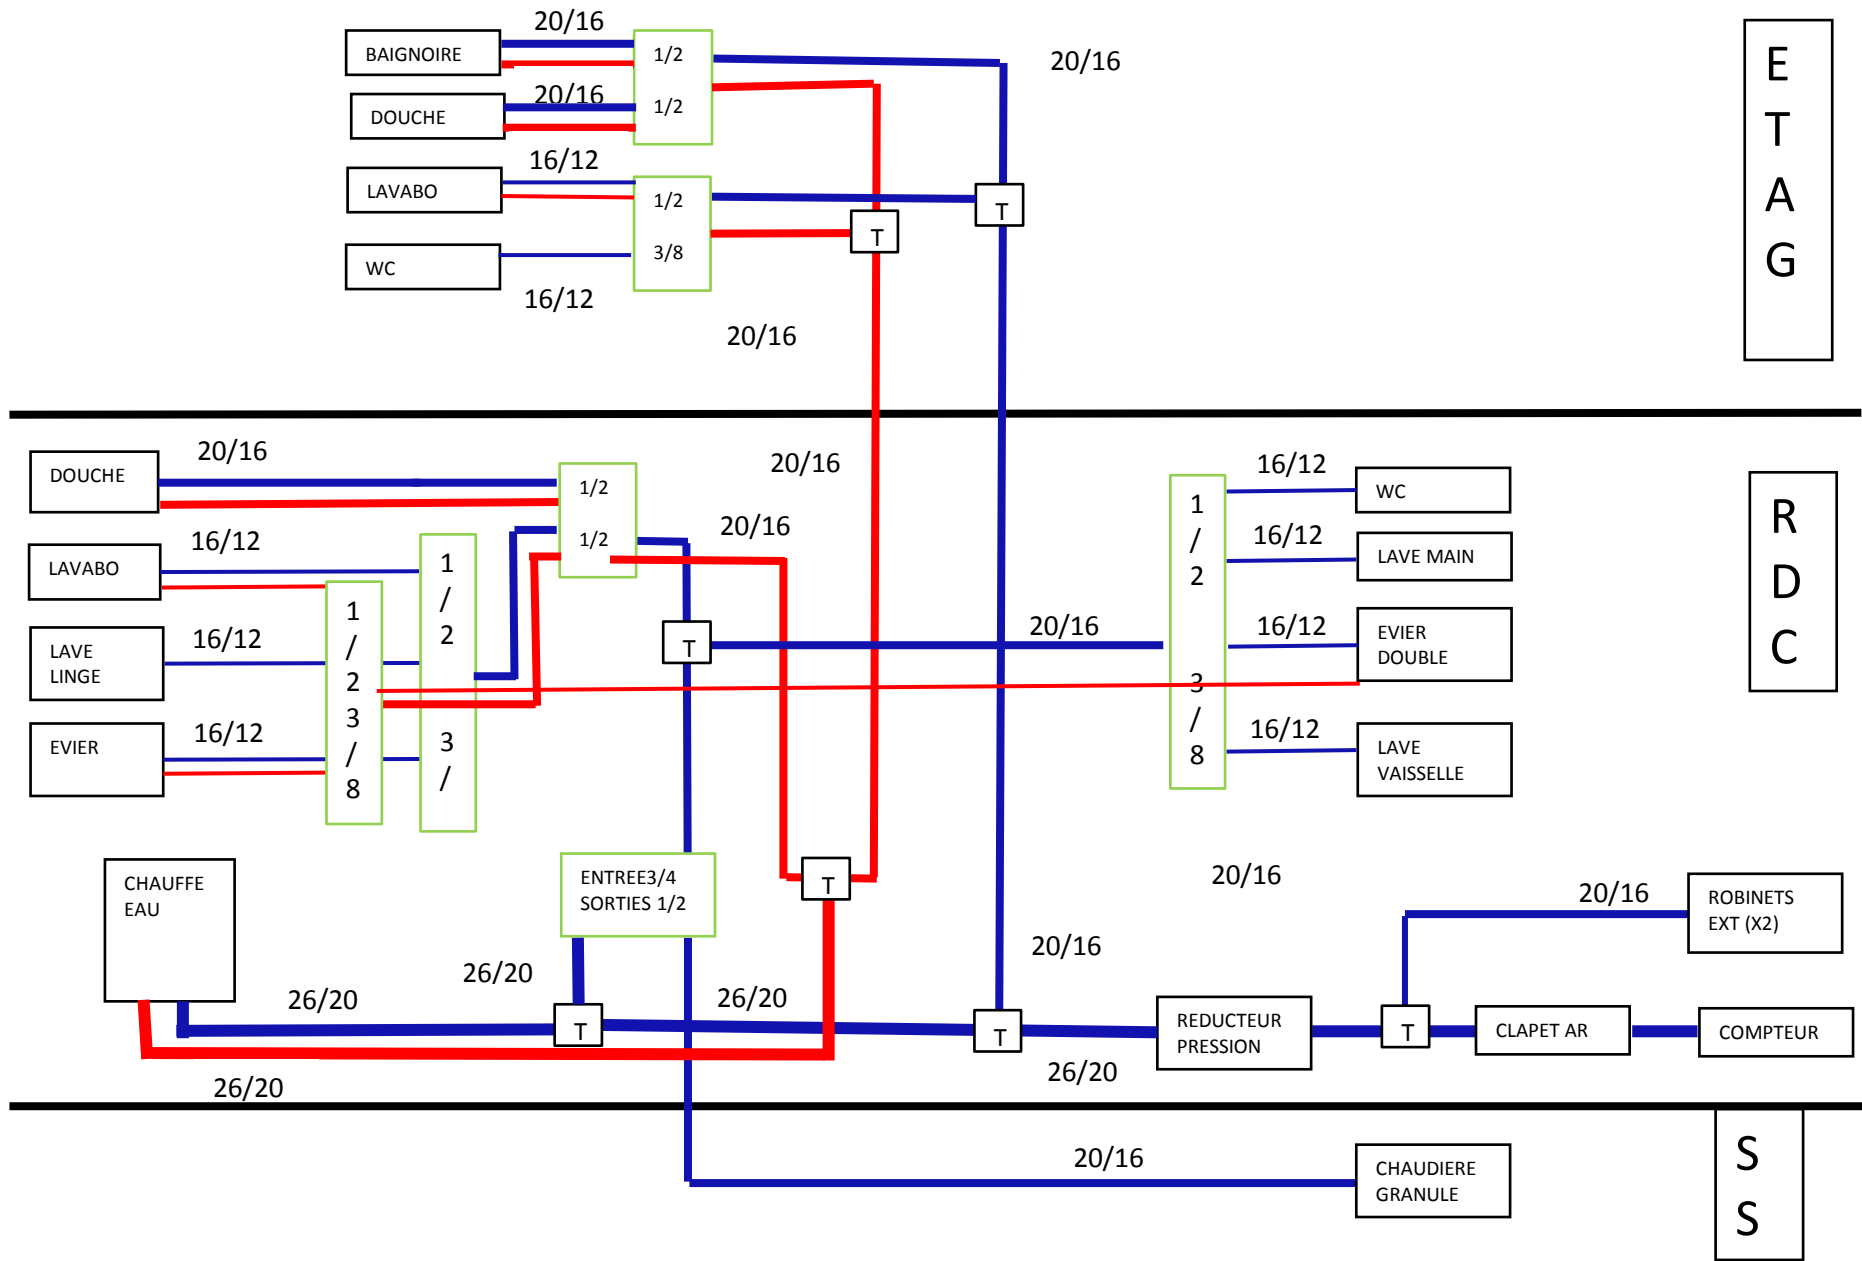 20/16
BAIGNOIRE
1/2
20/16
20/16
DOUCHE
1/2
16/12
LAVABO
1/2
T
T
WC
3/8
16/12
20/16
E
T
A
G
DOUCHE
20/16
1/2
20/16
1/2
20/16
LAVABO
16/12
1
/
2
3
/
1
/
2
3
/
8
LAVE
LINGE
16/12
EVIER
16/12
T
20/16
1
/
2
3
/
8
16/12
WC
16/12
LAVE MAIN
16/12
EVIER
DOUBLE
16/12
LAVE
VAISSELLE
R
D
C
CHAUFFE
EAU
ENTREE3/4
SORTIES 1/2
T
20/16
20/16
ROBINETS
EXT (X2)
20/16
26/20
26/20
26/20
T
T
REDUCTEUR
PRESSION
T
CLAPET AR
COMPTEUR
26/20
26/20
20/16
CHAUDIERE
GRANULE
S
S